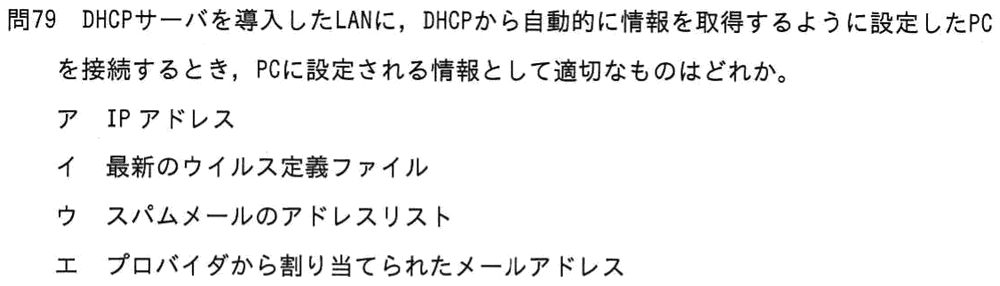 問79　DHCPサーバを導入したLANに，DHCPから自動的に情報を取得するように設定したPC
を接続するとき，PCに設定される情報として適切なものはどれか。
ア　IP アドレス
イ　最新のウイルス定義ファイル
ウ　スパムメールのアドレスリスト
エ　プロバイダから割り当てられたメールアドレス